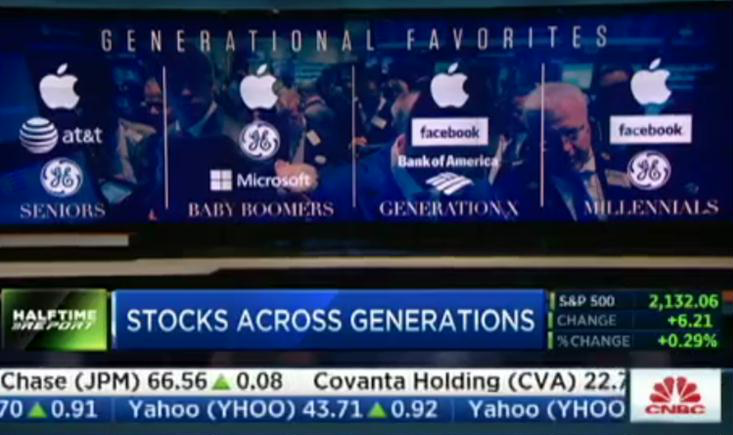 GENERATIONAL FAVORITES
at&t
Microsoft
facebook
Bank of America
facebook
SENIORS
BABY BOOMERS
GENERATION X
MILLENNIALS
HALFTIME
REPORT
STOCKS ACROSS GENERATIONS
S&P 500 2,132.06
CHANGE +6.21
%CHANGE +0.29%
Chase (JPM) 66.56 ▲ 0.08 Covanta Holding (CVA) 22.7
70 ▲ 0.91 Yahoo (YHOO) 43.71 ▲ 0.92 Yahoo (YHOO
CNBC